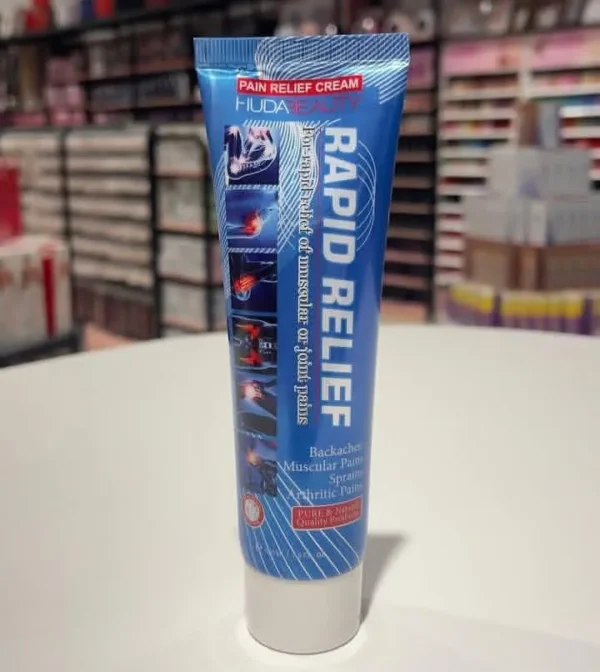 PAIN RELIEF CREAM
HUDABEAUTY
RAPID RELIEF
for rapid relief of muscular or joint pains
Backaches
Muscular Pains
Sprains
Arthritic Pains
PURE & Natural
Quality